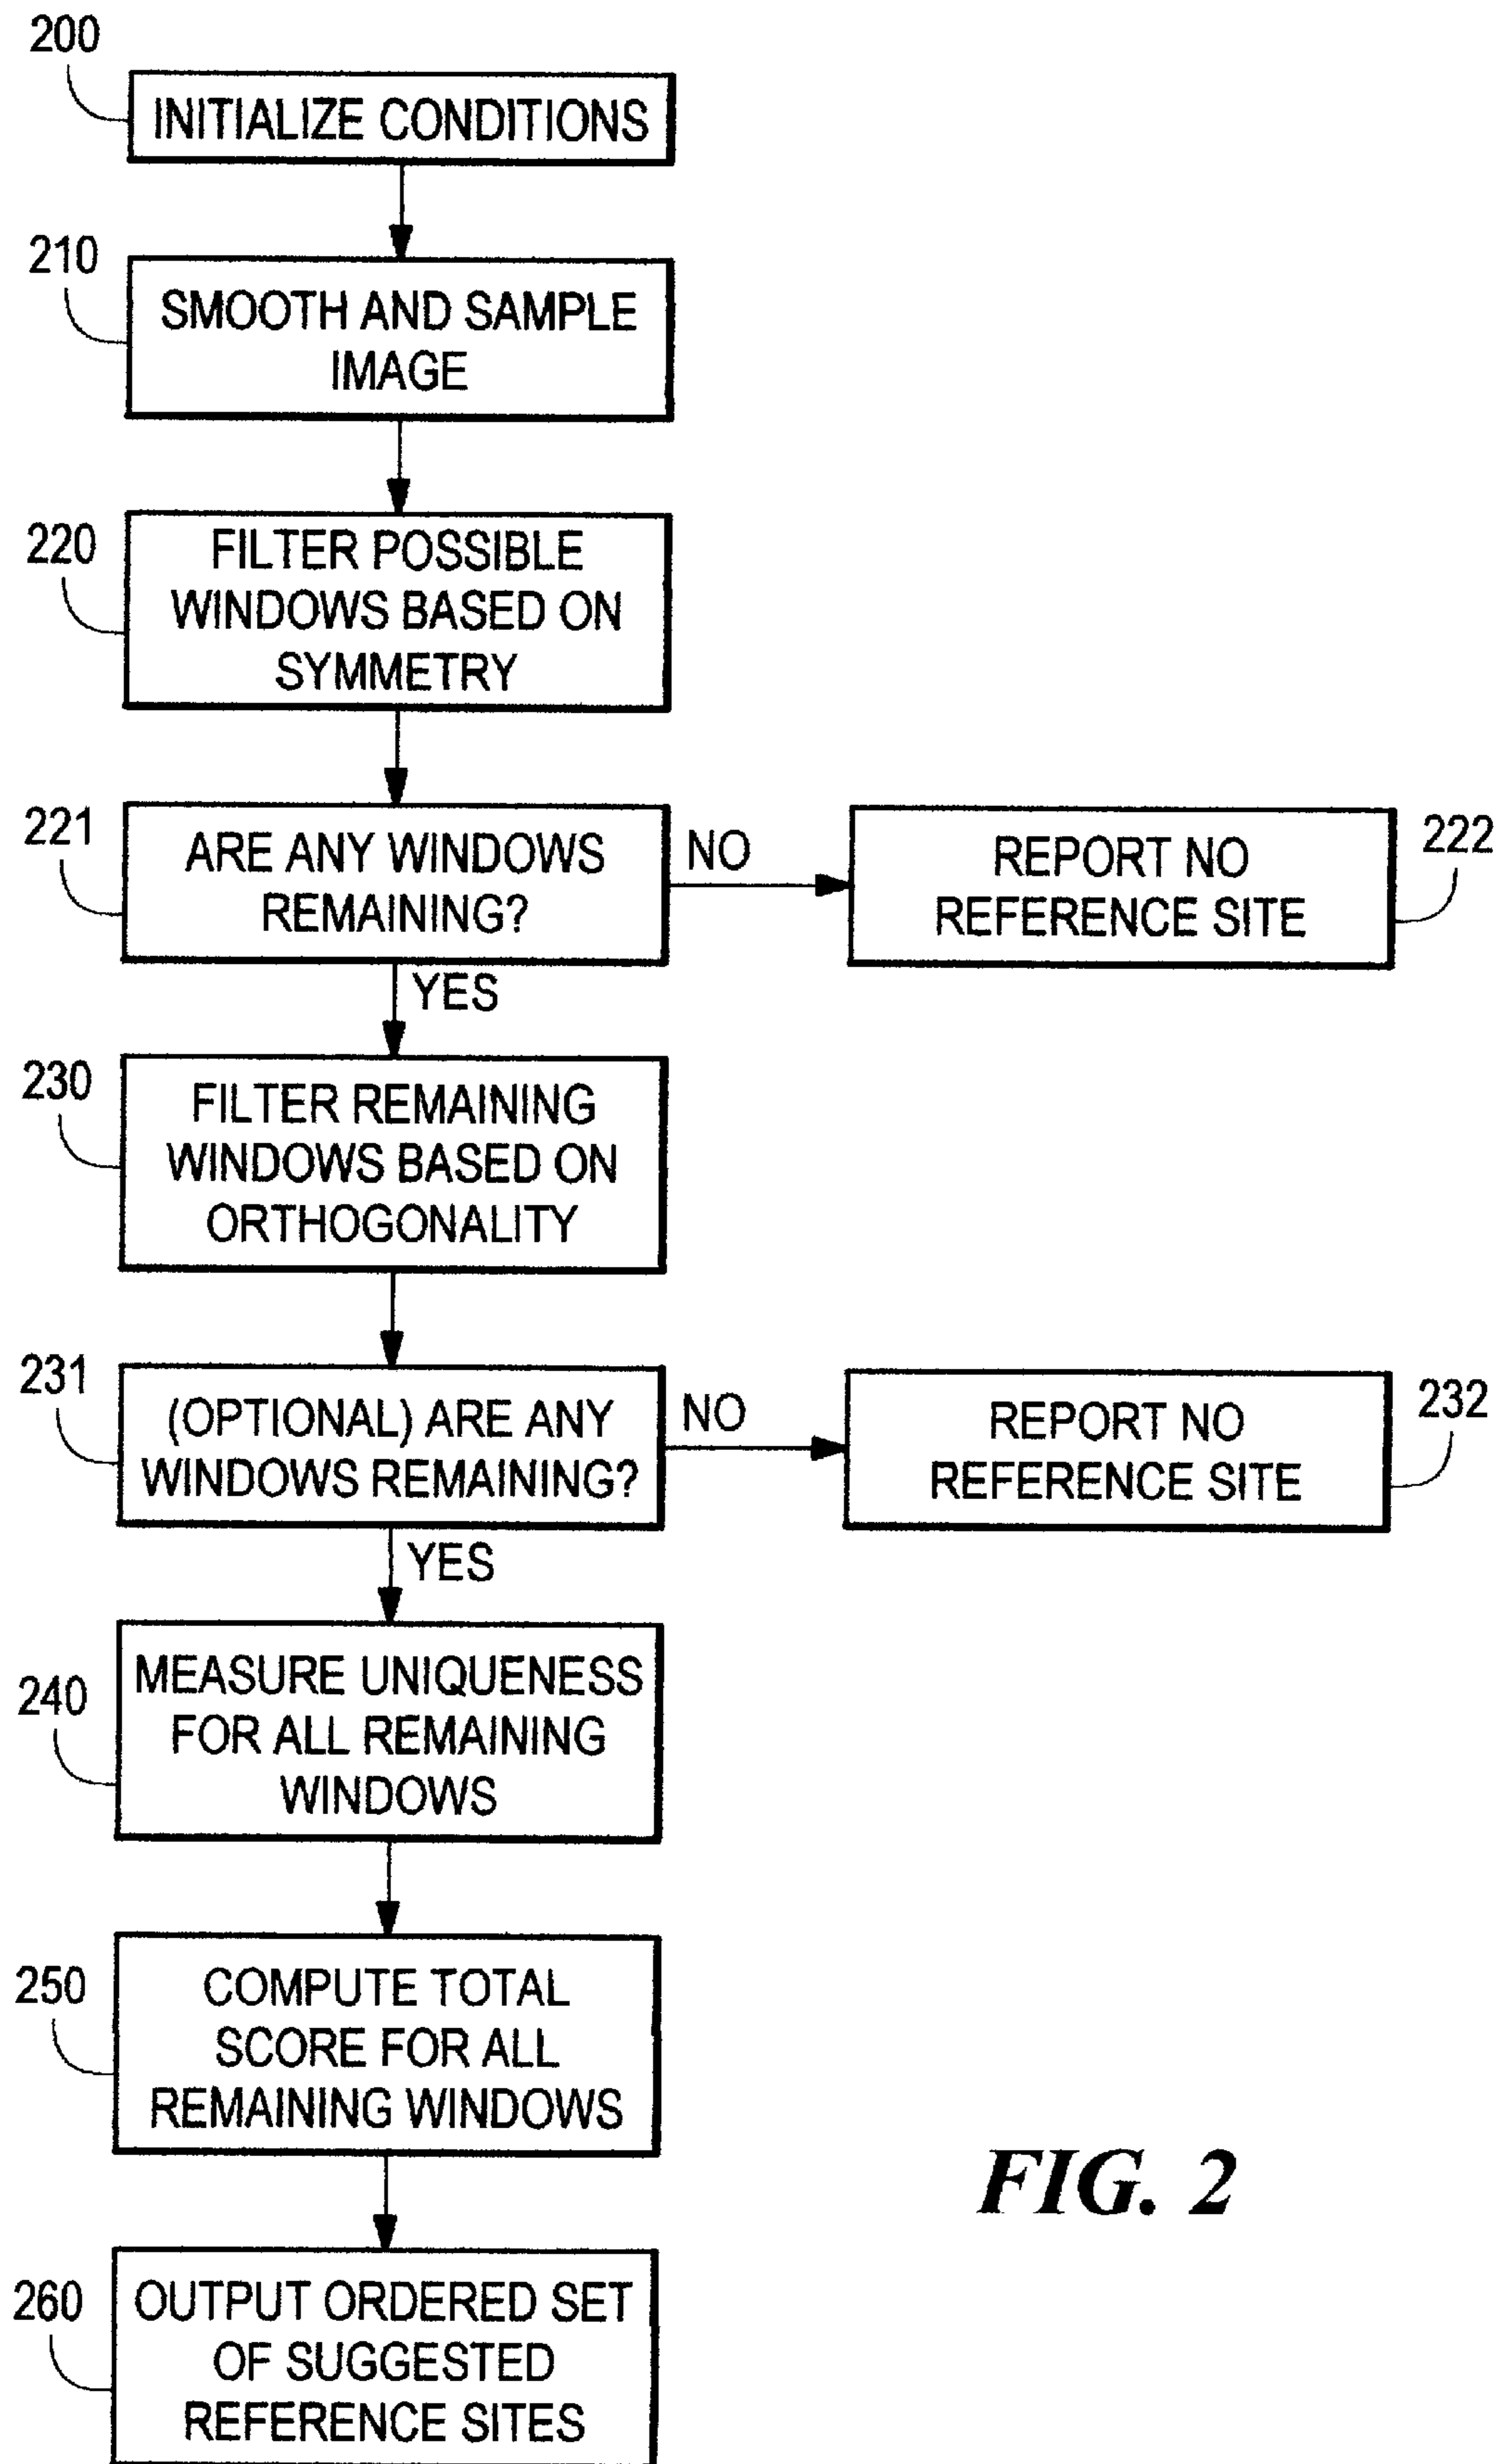 200
INITIALIZE CONDITIONS
210
SMOOTH AND SAMPLE
IMAGE
220
FILTER POSSIBLE
WINDOWS BASED ON
SYMMETRY
221
ARE ANY WINDOWS
REMAINING?
NO
REPORT NO
REFERENCE SITE
222
YES
230
FILTER REMAINING
WINDOWS BASED ON
ORTHOGONALITY
231
(OPTIONAL) ARE ANY
WINDOWS REMAINING?
NO
REPORT NO
REFERENCE SITE
232
YES
240
MEASURE UNIQUENESS
FOR ALL REMAINING
WINDOWS
250
COMPUTE TOTAL
SCORE FOR ALL
REMAINING WINDOWS
FIG. 2
260
OUTPUT ORDERED SET
OF SUGGESTED
REFERENCE SITES